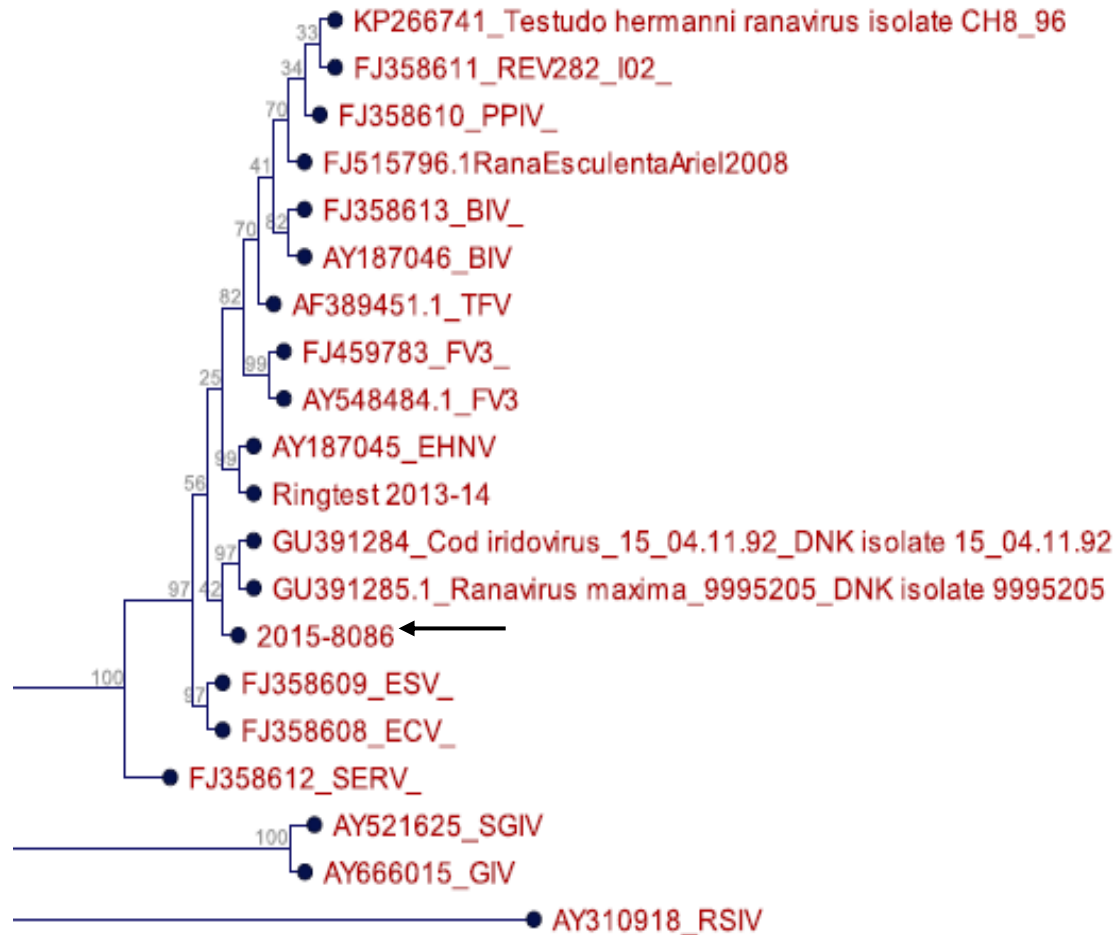 33
KP266741_Testudo hermanni ranavirus isolate CH8_96
34
FJ358611_REV282_I02_
70
FJ358610_PPIV_
41
FJ515796.1RanaEsculentaAriel2008
70
82
FJ358613_BIV_
AY187046_BIV
82
AF389451.1_TFV
25
99
FJ459783_FV3_
AY548484.1_FV3
56
99
AY187045_EHNV
Ringtest 2013-14
97
42
97
GU391284_Cod iridovirus_15_04.11.92_DNK isolate 15_04.11.92
GU391285.1_Ranavirus maxima_9995205_DNK isolate 9995205
2015-8086
100
97
FJ358609_ESV_
FJ358608_ECV_
FJ358612_SERV_
100
AY521625_SGIV
AY666015_GIV
AY310918_RSIV